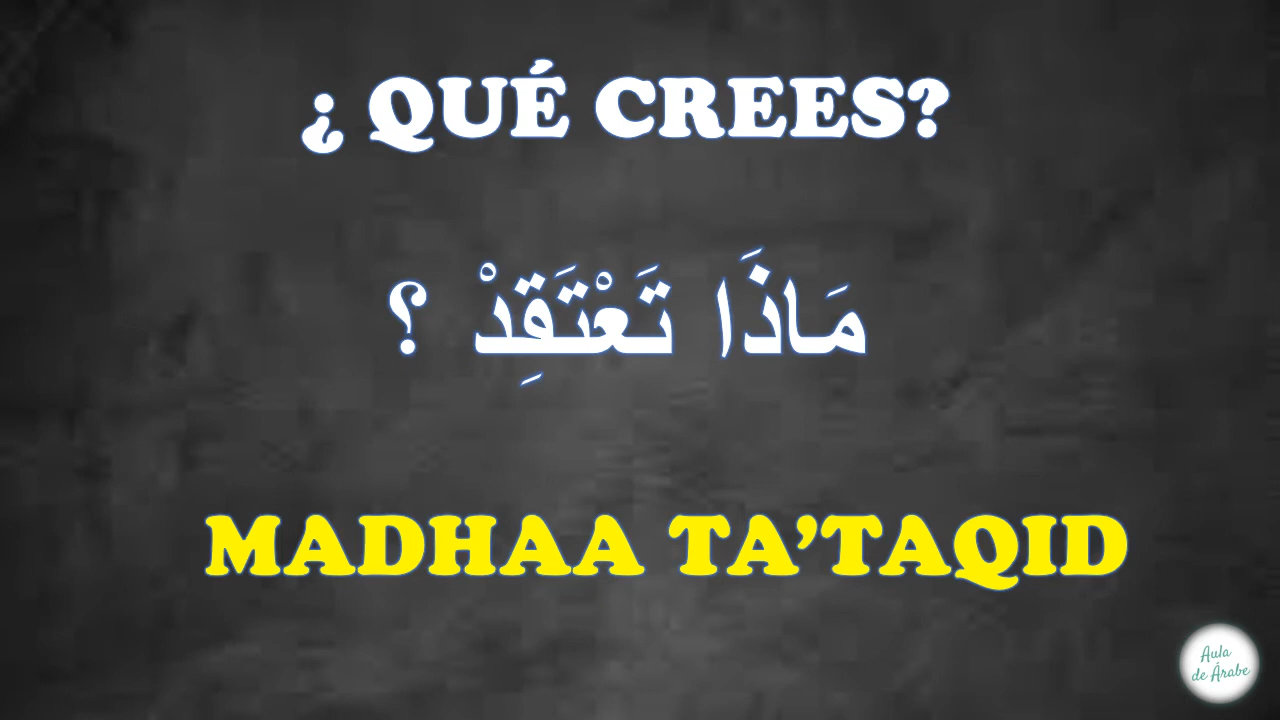 ¿ QUÉ CREES?
مَاذَا تَعْتَقِدْ ؟
MADHAA TA’TAQID
Aula
de Árabe